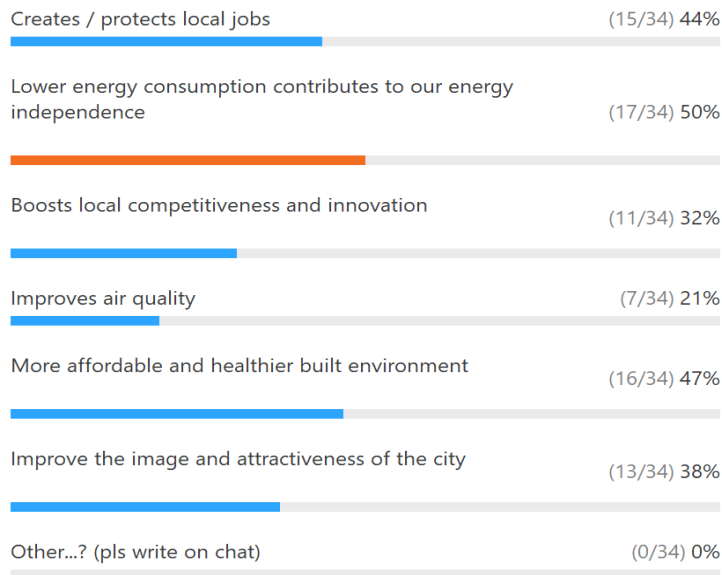 Creates / protects local jobs (15/34) 44%
Lower energy consumption contributes to our energy
independence (17/34) 50%
Boosts local competitiveness and innovation (11/34) 32%
Improves air quality (7/34) 21%
More affordable and healthier built environment (16/34) 47%
Improve the image and attractiveness of the city (13/34) 38%
Other...? (pls write on chat) (0/34) 0%